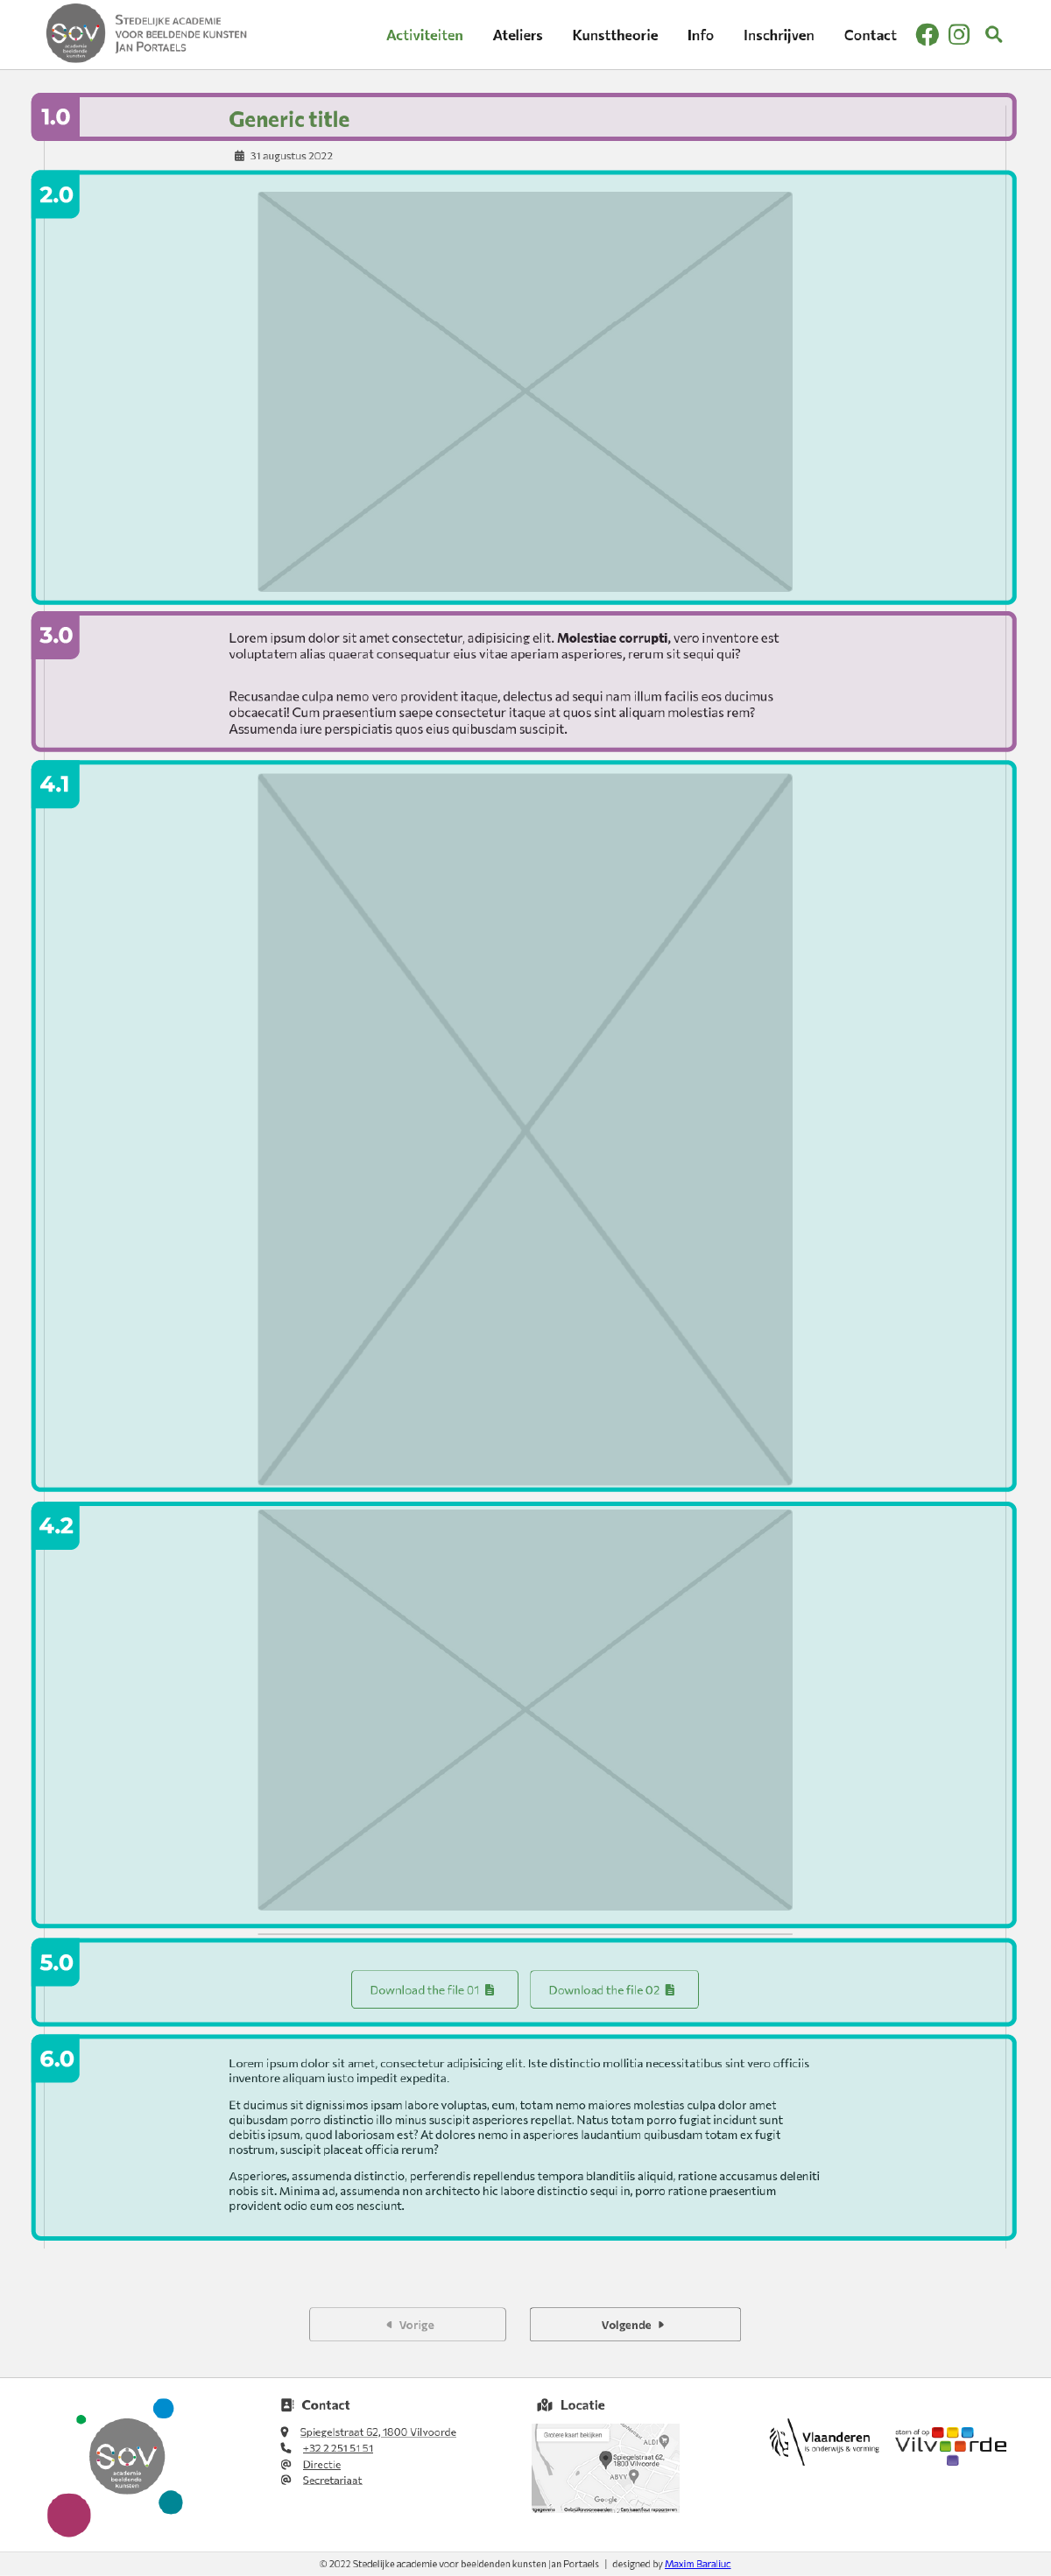 Sov
academie
beeldende
kunsten
Stedelijke academie
voor beeldende kunsten
Jan Portaels
Activiteiten Ateliers Kunsttheorie Info Inschrijven Contact
1.0
Generic title
31 augustus 2022
2.0
3.0
Lorem ipsum dolor sit amet consectetur, adipisicing elit. Molestiae corrupti, vero inventore est
voluptatem alias quaerat consequatur eius vitae aperiam asperiores, rerum sit sequi qui?
Recusandae culpa nemo vero provident itaque, delectus ad sequi nam illum facilis eos ducimus
obcaecati! Cum praesentium saepe consectetur itaque at quos sint aliquam molestias rem?
Assumenda iure perspiciatis quos eius quibusdam suscipit.
4.1
4.2
5.0
Download the file 01 Download the file 02
6.0
Lorem ipsum dolor sit amet, consectetur adipisicing elit. Iste distinctio mollitia necessitatibus sint vero officiis
inventore aliquam iusto impedit expedita.
Et ducimus sit dignissimos ipsam labore voluptas, eum, totam nemo maiores molestias culpa dolor amet
quibusdam porro distinctio illo minus suscipit asperiores repellat. Natus totam porro fugiat incidunt sunt
debitis ipsum, quod laboriosam est? At dolores nemo in asperiores laudantium quibusdam totam ex fugit
nostrum, suscipit placeat officia rerum?
Asperiores, assumenda distinctio, perferendis repellendus tempora blanditiis aliquid, ratione accusamus deleniti
nobis sit. Minima ad, assumenda non architecto hic labore distinctio sequi in, porro ratione praesentium
provident odio eum eos nesciunt.
Vorige Volgende
Sov
academie
beeldende
kunsten
Contact
Spiegelstraat 62, 1800 Vilvoorde
+32 2 251 51 51
Directie
Secretariaat
Locatie
Grotere kaart bekijken
ALDI
Spiegelstraat 62,
1800 Vilvoorde
ABVV
Google
Vlaanderen
is onderwijs & vorming
stem af op
Vilvoorde
© 2022 Stedelijke academie voor beeldenden kunsten Jan Portaels | designed by Maxim Baraliuc